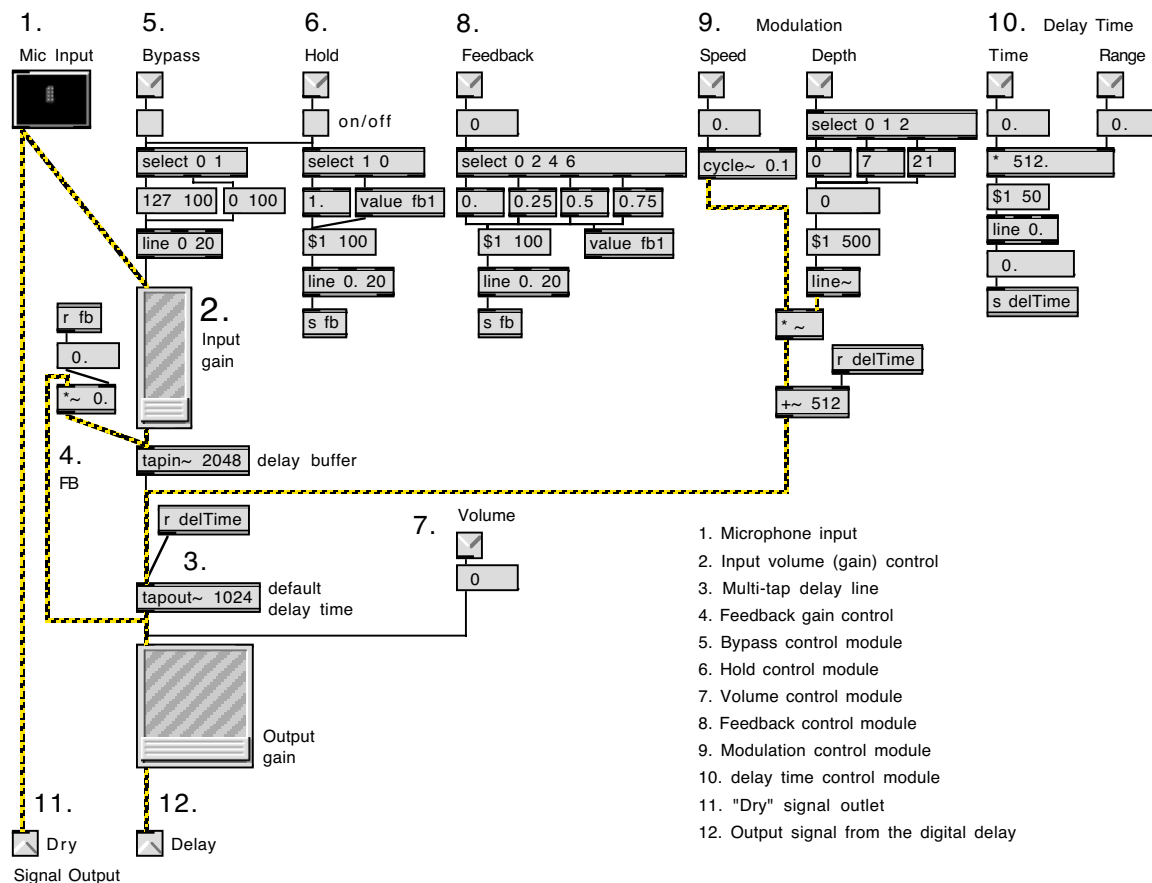 1. 5. 6. 8. 9. Modulation 10. Delay Time
Mic Input Bypass Hold Feedback Speed Depth Time Range
on/off 0 0. select 0 1 2 0. 0.
select 0 1 select 1 0 select 0 2 4 6 cycle~ 0.1 0 7 21 * 512.
127 100 0 100 1. value fb1 0. 0.25 0.5 0.75 0 $1 50
line 0 20 $1 100 $1 100 value fb1 $1 500 line 0.
line 0. 20 line 0. 20 line~ 0.
r fb 2. s fb s fb * ~ s delTime
Input
gain
0. r delTime
*~ 0. +~ 512
4. tapin~ 2048 delay buffer
FB
r delTime 7. Volume
3. 0
tapout~ 1024 default
delay time
Output
gain
1. Microphone input
2. Input volume (gain) control
3. Multi-tap delay line
4. Feedback gain control
5. Bypass control module
6. Hold control module
7. Volume control module
8. Feedback control module
9. Modulation control module
10. delay time control module
11. "Dry" signal outlet
12. Output signal from the digital delay
11. 12.
Dry Delay
Signal Output